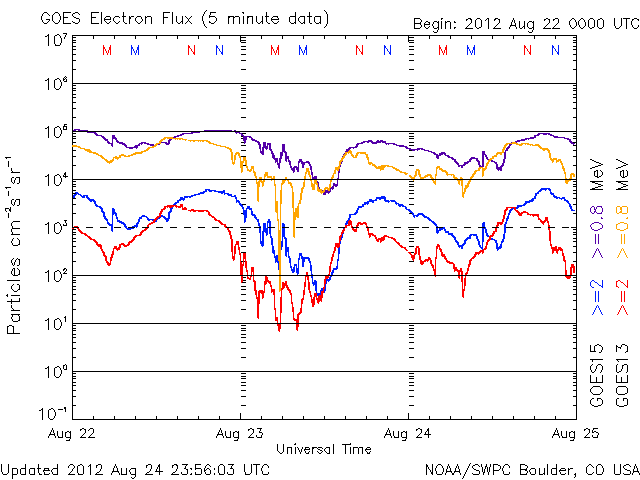 GOES Electron Flux (5 minute data)
Begin: 2012 Aug 22 0000 UTC
M M N N M M N N M M N N
10⁷
10⁶
10⁵
10⁴
10³
10²
10¹
10⁰
10⁻¹
Particles cm⁻²s⁻¹sr⁻¹
Aug 22 Aug 23 Aug 24 Aug 25
Universal Time
GOES15 >=2 >=0.8 MeV
GOES13 >=2 >=0.8 MeV
Updated 2012 Aug 24 23:56:03 UTC
NOAA/SWPC Boulder, CO USA